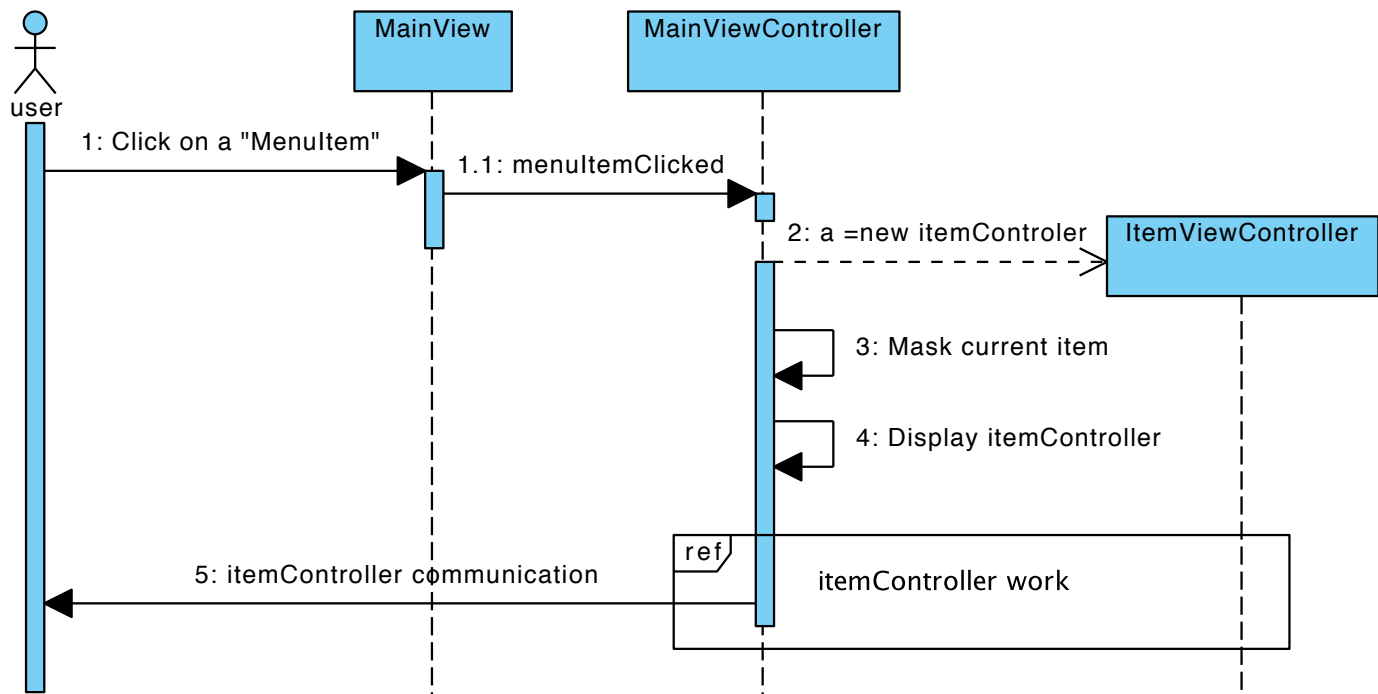 MainView
MainViewController
user
1: Click on a "MenuItem"
1.1: menuItemClicked
2: a =new itemControler
ItemViewController
3: Mask current item
4: Display itemController
ref
5: itemController communication
itemController work